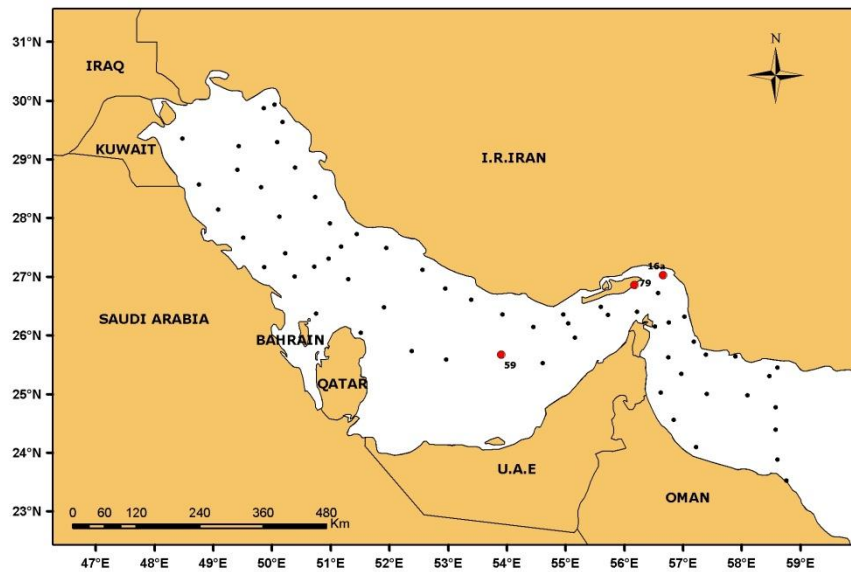 N
31°N
IRAQ
30°N
KUWAIT
29°N
I.R.IRAN
28°N
27°N
16a
79
SAUDI ARABIA
26°N
BAHRAIN
59
QATAR
25°N
24°N
U.A.E
OMAN
23°N
0 60 120 240 360 480
Km
47°E 48°E 49°E 50°E 51°E 52°E 53°E 54°E 55°E 56°E 57°E 58°E 59°E